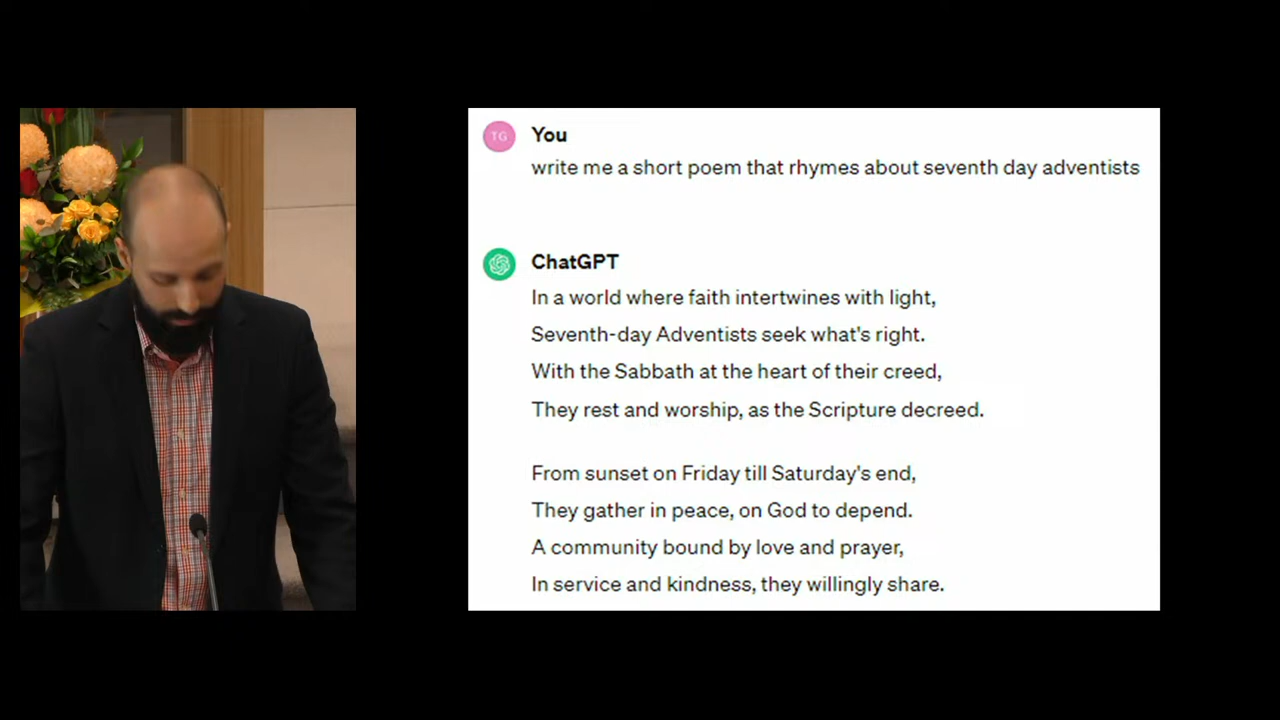 TG
You
write me a short poem that rhymes about seventh day adventists
ChatGPT
In a world where faith intertwines with light,
Seventh-day Adventists seek what's right.
With the Sabbath at the heart of their creed,
They rest and worship, as the Scripture decreed.
From sunset on Friday till Saturday's end,
They gather in peace, on God to depend.
A community bound by love and prayer,
In service and kindness, they willingly share.